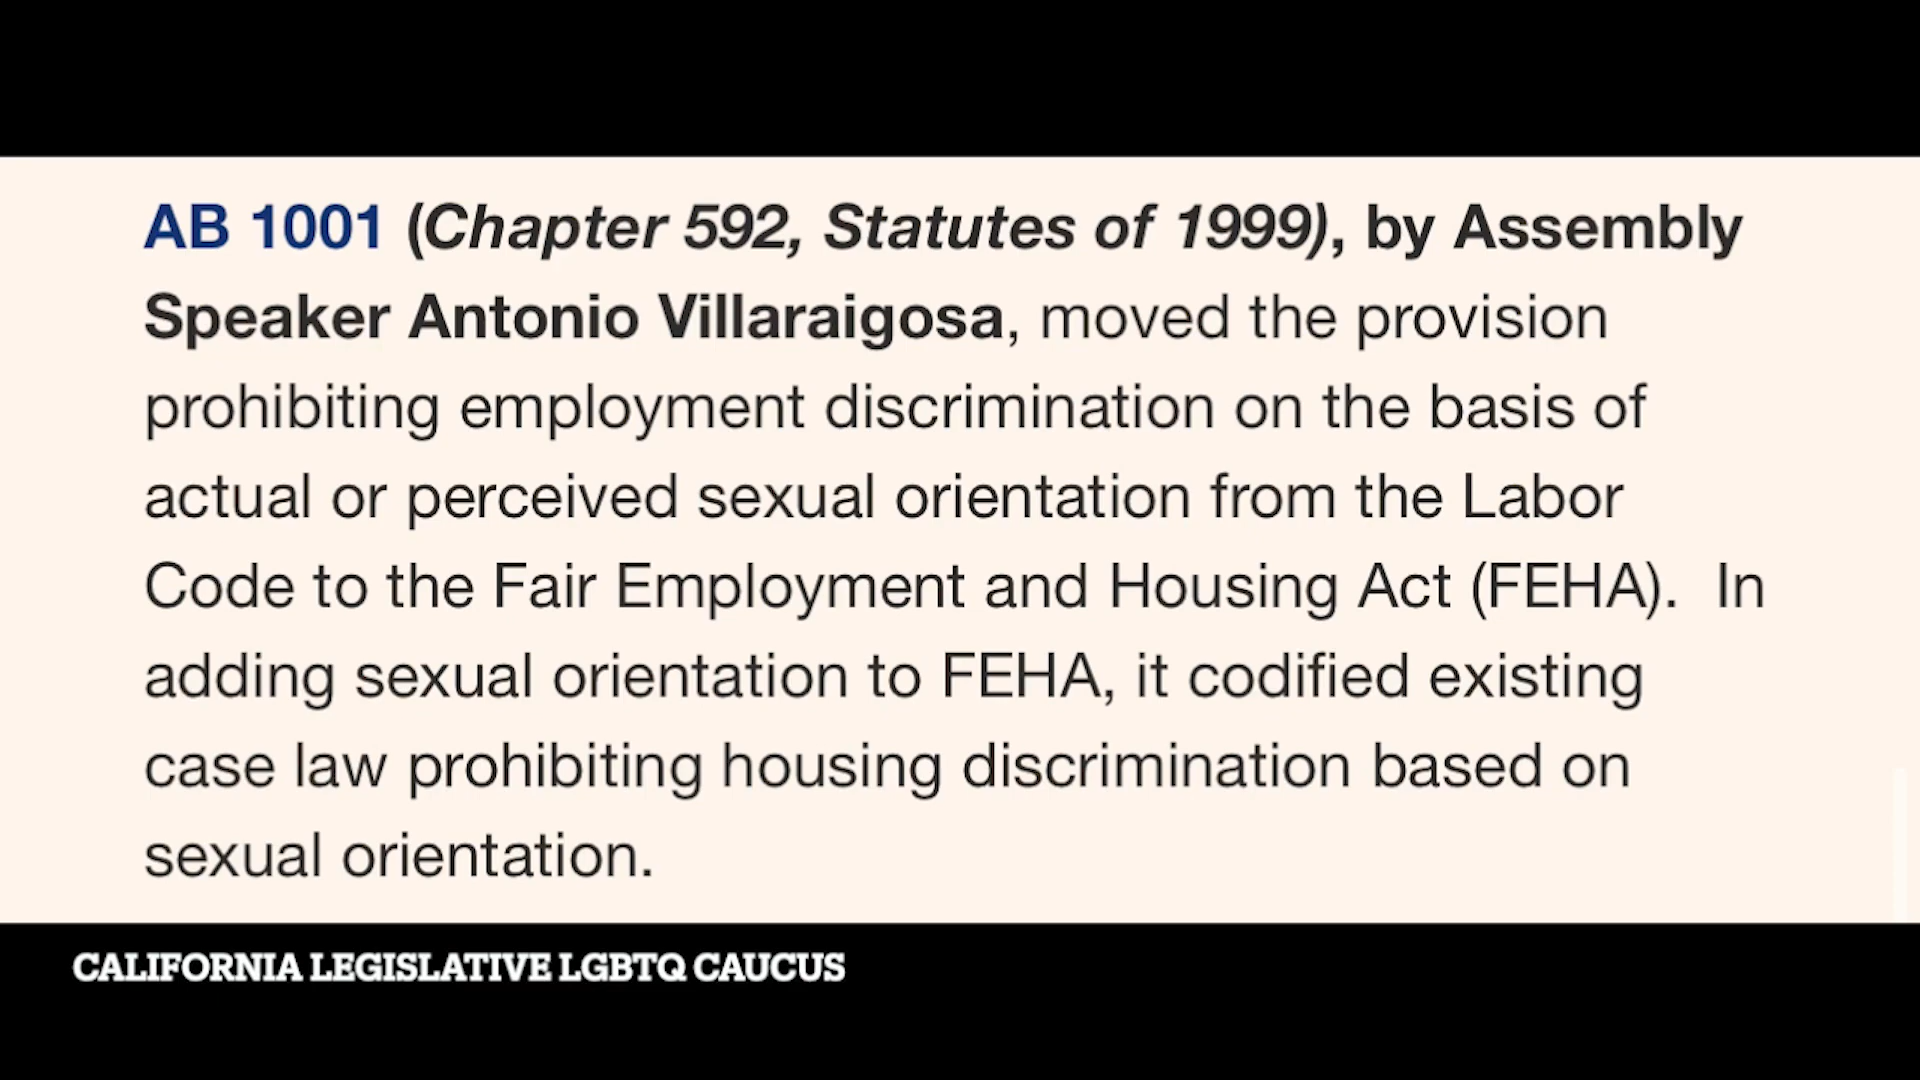 AB 1001 (Chapter 592, Statutes of 1999), by Assembly
Speaker Antonio Villaraigosa, moved the provision
prohibiting employment discrimination on the basis of
actual or perceived sexual orientation from the Labor
Code to the Fair Employment and Housing Act (FEHA).  In
adding sexual orientation to FEHA, it codified existing
case law prohibiting housing discrimination based on
sexual orientation.
CALIFORNIA LEGISLATIVE LGBTQ CAUCUS